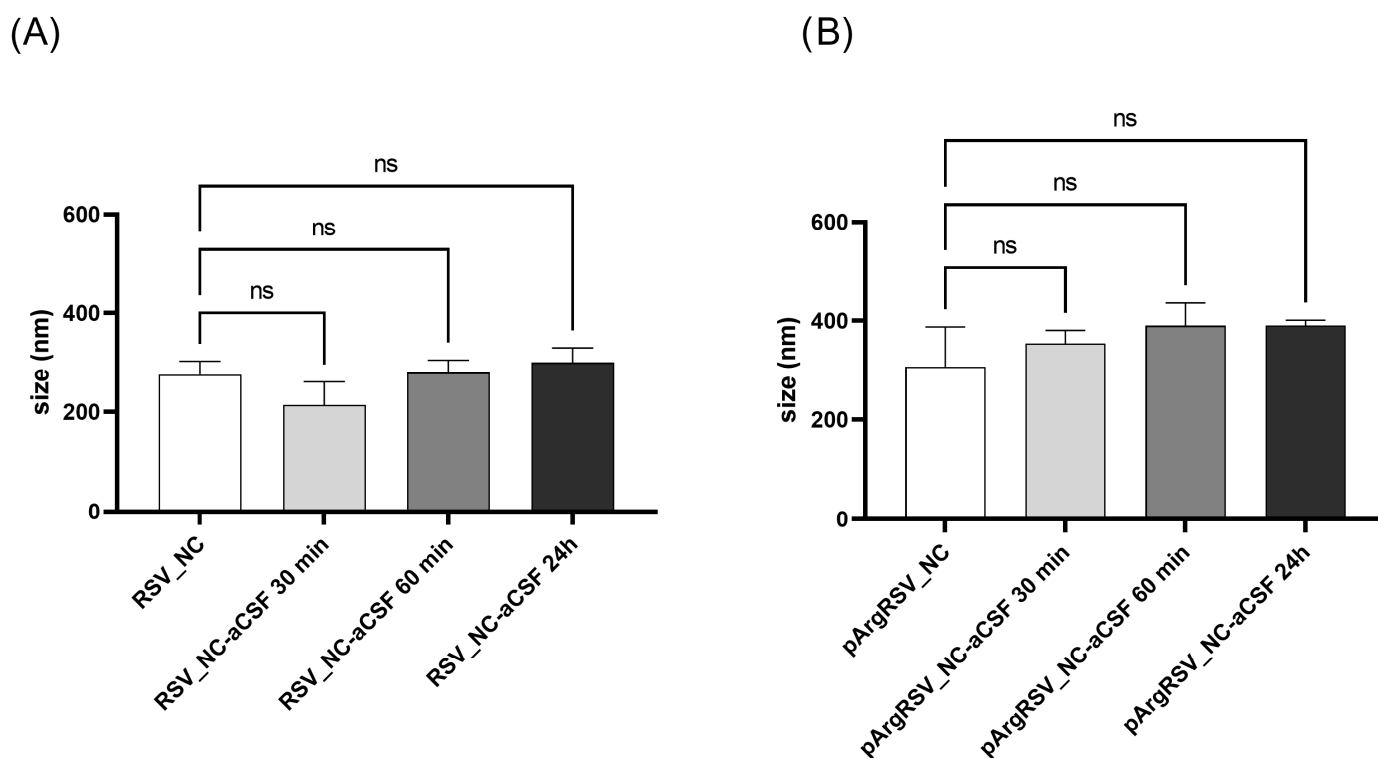 (A)
ns
ns
ns
size (nm)
600
400
200
0
RSV_NC
RSV_NC-aCSF 30 min
RSV_NC-aCSF 60 min
RSV_NC-aCSF 24h
(B)
ns
ns
ns
size (nm)
600
400
200
0
pArgRSV_NC
pArgRSV_NC-aCSF 30 min
pArgRSV_NC-aCSF 60 min
pArgRSV_NC-aCSF 24h